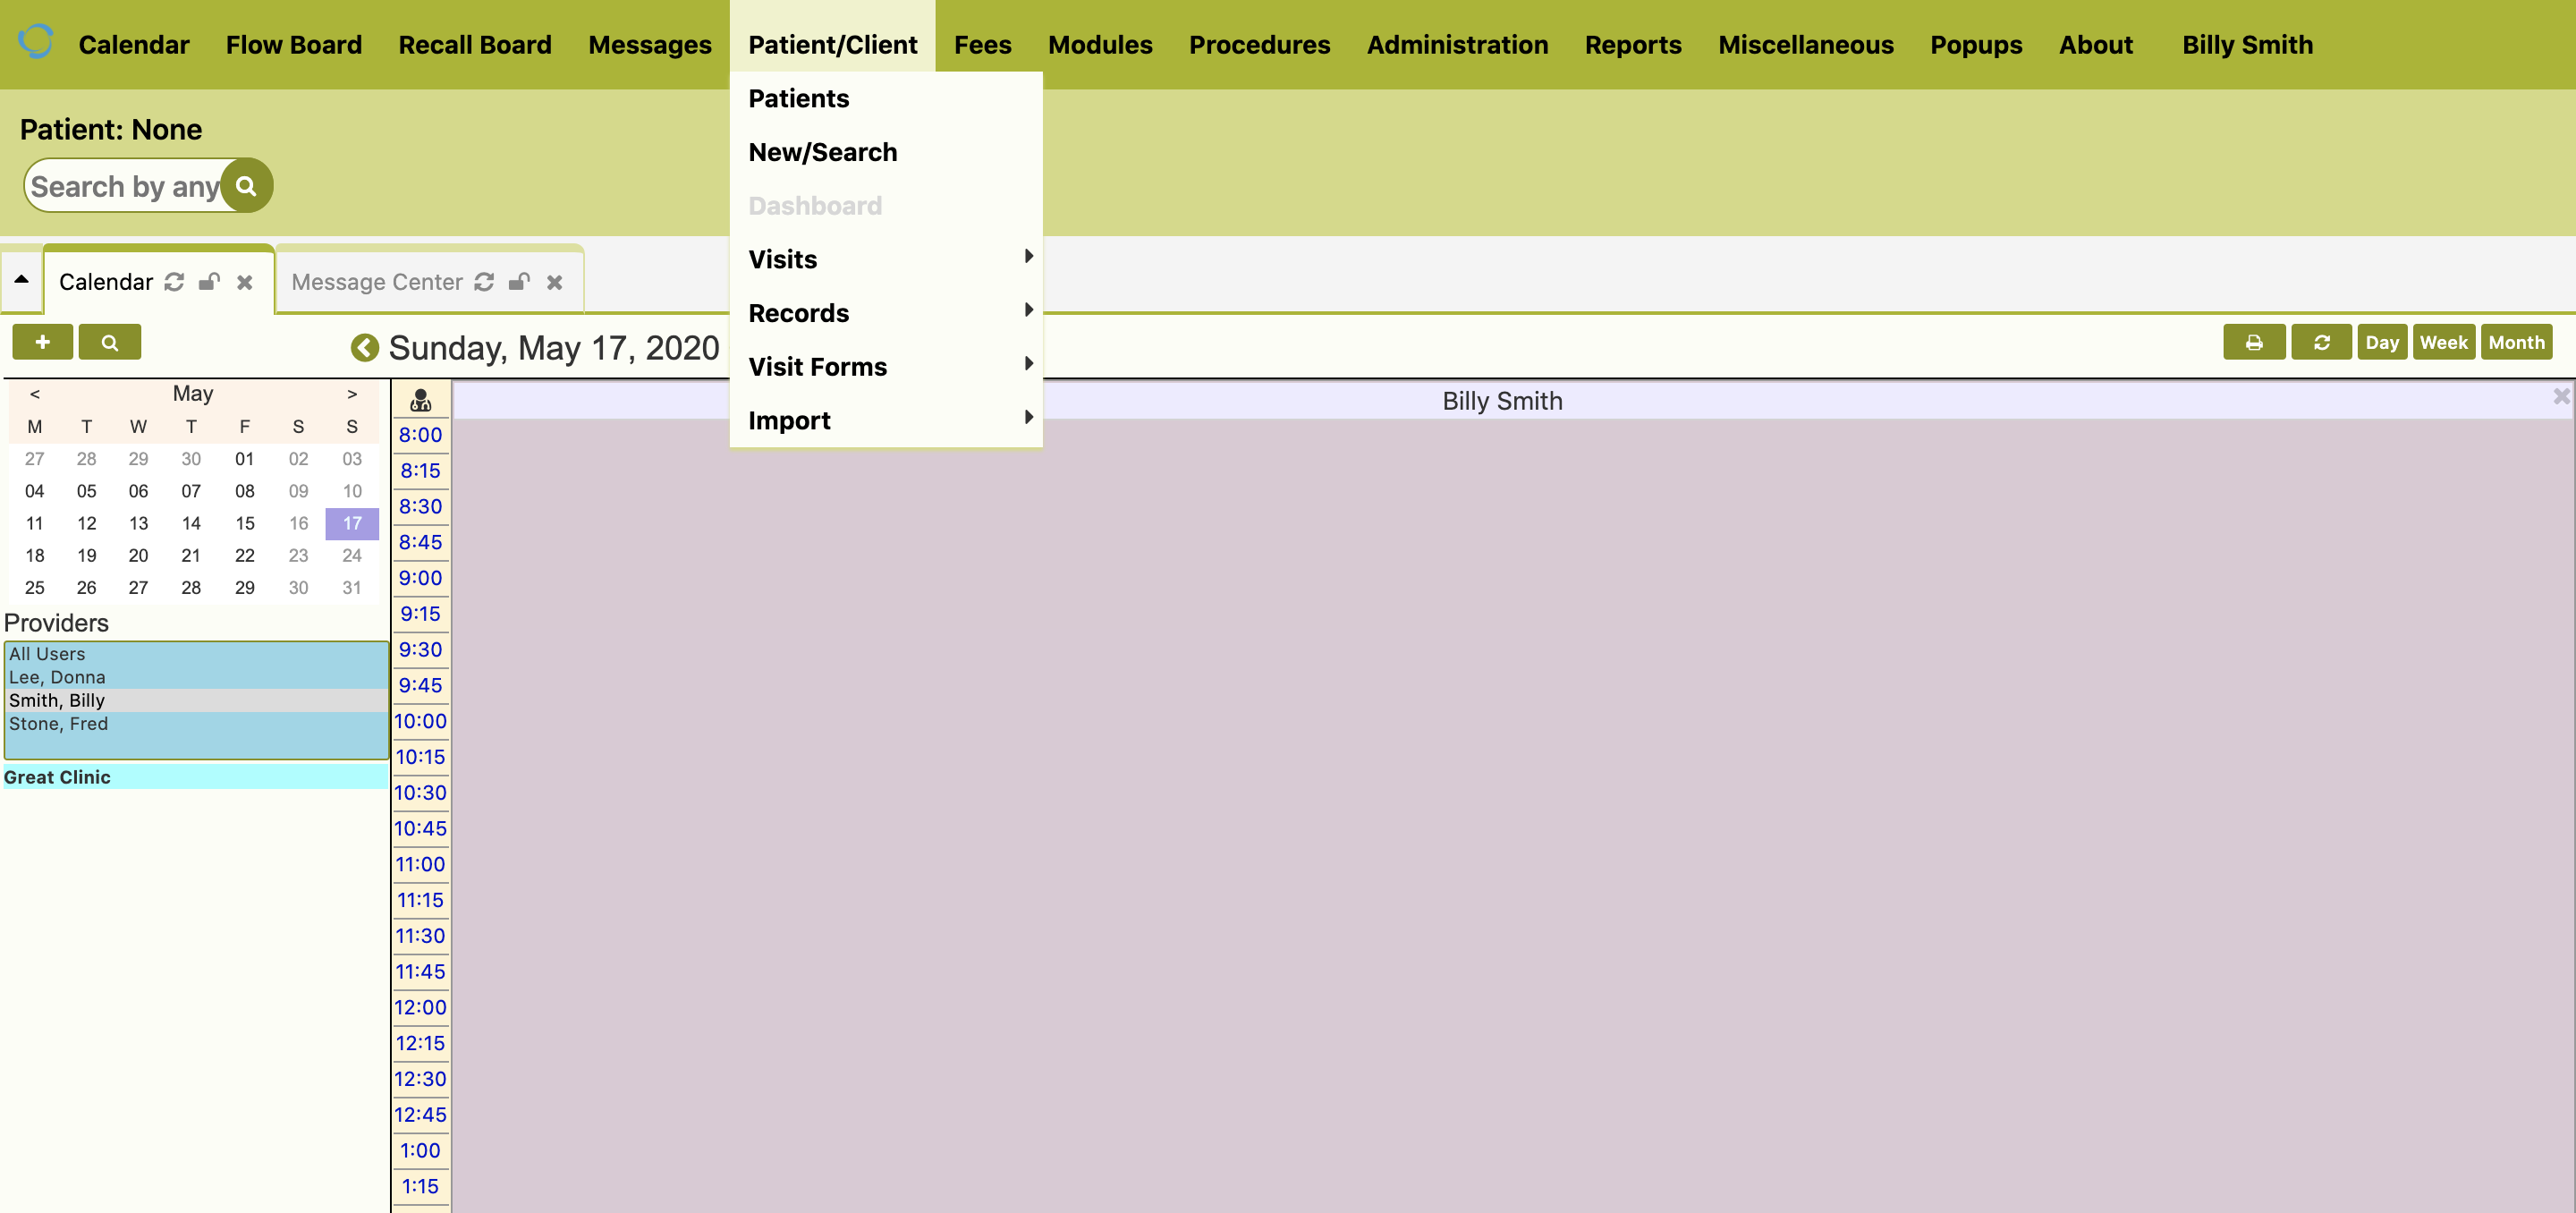 Calendar Flow Board Recall Board Messages Patient/Client Fees Modules Procedures Administration Reports Miscellaneous Popups About Billy Smith
Patients
New/Search
Dashboard
Visits
Records
Visit Forms
Import
Patient: None
Search by any
Calendar Message Center
Sunday, May 17, 2020
Day Week Month
< May >
M T W T F S S
27 28 29 30 01 02 03
04 05 06 07 08 09 10
11 12 13 14 15 16 17
18 19 20 21 22 23 24
25 26 27 28 29 30 31
Providers
All Users
Lee, Donna
Smith, Billy
Stone, Fred
Great Clinic
Billy Smith
8:00
8:15
8:30
8:45
9:00
9:15
9:30
9:45
10:00
10:15
10:30
10:45
11:00
11:15
11:30
11:45
12:00
12:15
12:30
12:45
1:00
1:15